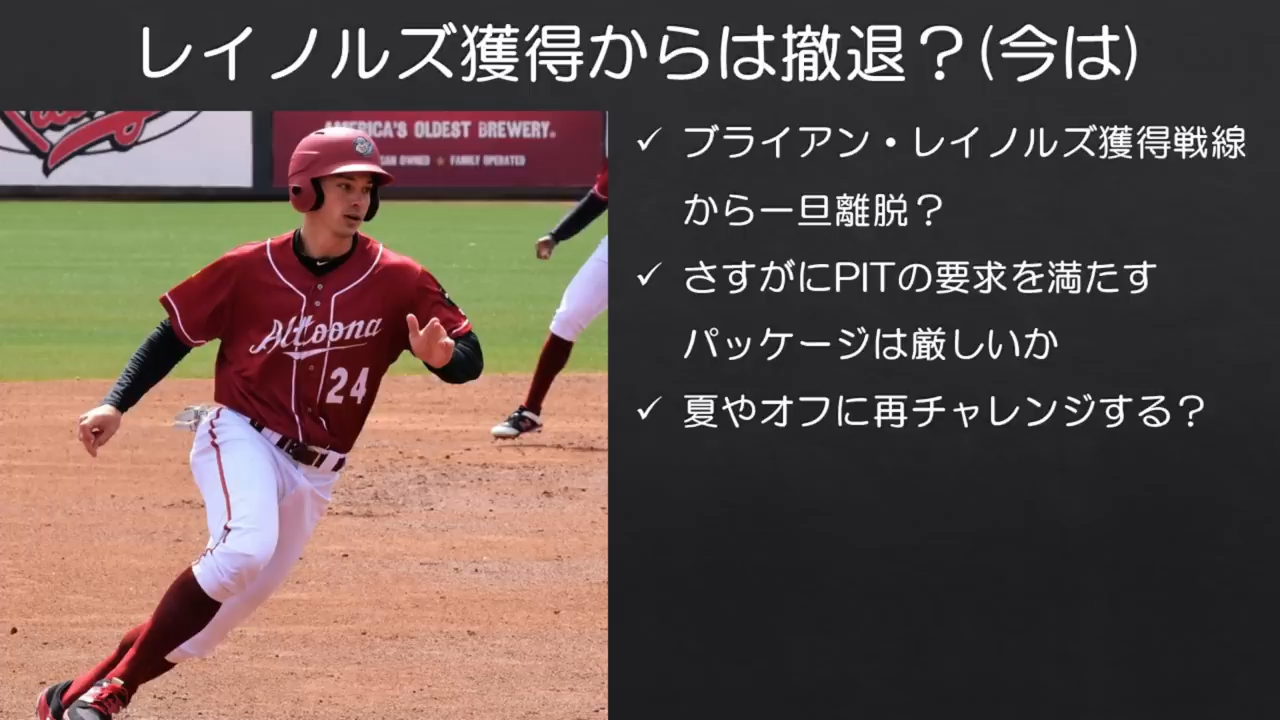 レイノルズ獲得からは撤退？(今は)
AMERICA'S OLDEST BREWERY.
FAMILY OPERATED
Altoona
24
✓ ブライアン・レイノルズ獲得戦線
から一旦離脱？
✓ さすがにPITの要求を満たす
パッケージは厳しいか
✓ 夏やオフに再チャレンジする？